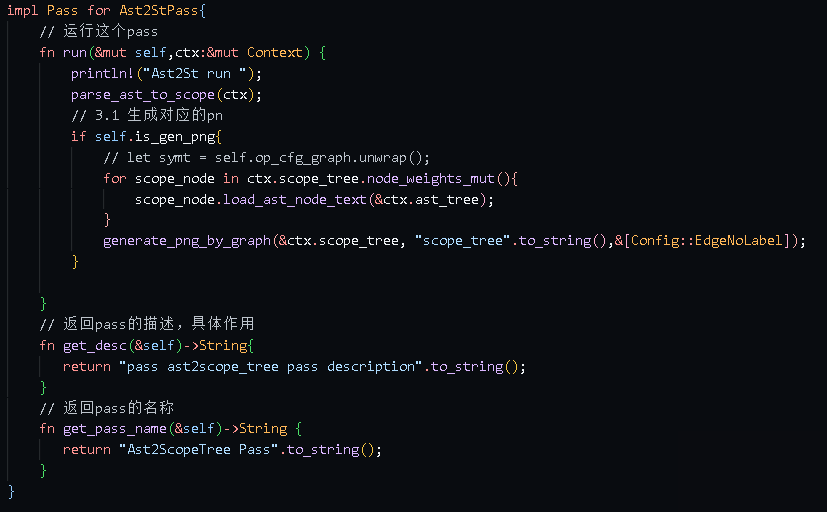 impl Pass for Ast2StPass{
    // 运行这个pass
    fn run(&mut self,ctx:&mut Context) {
        println!("Ast2St run ");
        parse_ast_to_scope(ctx);
        // 3.1 生成对应的pn
        if self.is_gen_png{
            // let symt = self.op_cfg_graph.unwrap();
            for scope_node in ctx.scope_tree.node_weights_mut(){
                scope_node.load_ast_node_text(&ctx.ast_tree);
            }
            generate_png_by_graph(&ctx.scope_tree, "scope_tree".to_string(),&[Config::EdgeNoLabel]);
        }
    }
    // 返回pass的描述，具体作用
    fn get_desc(&self)->String{
       return "pass ast2scope_tree pass description".to_string();
    }
    // 返回pass的名称
    fn get_pass_name(&self)->String {
       return "Ast2ScopeTree Pass".to_string();
    }
}